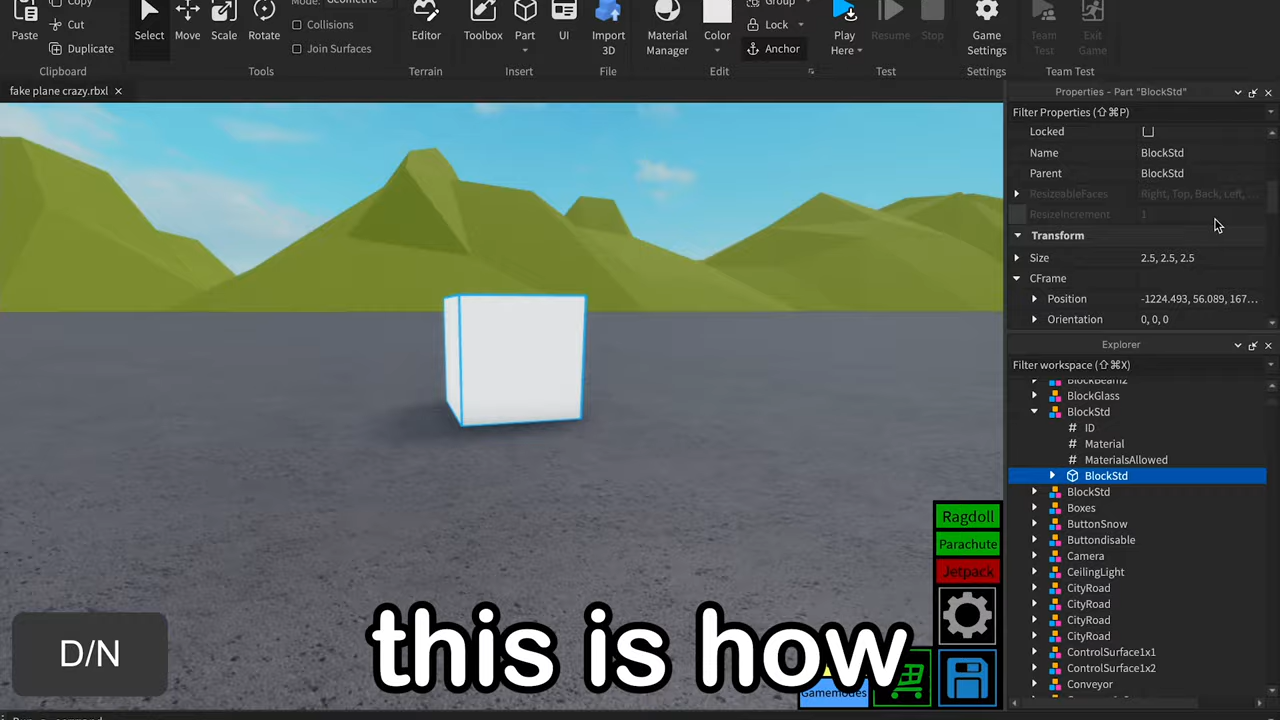 Copy
Mode: Geometric
Group
Paste
Cut
Select
Move
Scale
Rotate
Collisions
Editor
Toolbox
Part
UI
Import
3D
Material
Manager
Color
Lock
Play
Here
Resume
Stop
Game
Settings
Team
Test
Exit
Game
Duplicate
Join Surfaces
Anchor
Clipboard
Tools
Terrain
Insert
File
Edit
Test
Settings
Team Test
fake plane crazy.rbxl
Properties - Part "BlockStd"
Filter Properties (⇧⌘P)
Locked
Name BlockStd
Parent BlockStd
ResizeableFaces Right, Top, Back, Left, ...
ResizeIncrement 1
Transform
Size 2.5, 2.5, 2.5
CFrame
Position -1224.493, 56.089, 167...
Orientation 0, 0, 0
Explorer
Filter workspace (⇧⌘X)
BlockBeam2
BlockGlass
BlockStd
# ID
# Material
# MaterialsAllowed
BlockStd
BlockStd
Boxes
ButtonSnow
Buttondisable
Camera
CeilingLight
CityRoad
CityRoad
CityRoad
CityRoad
ControlSurface1x1
ControlSurface1x2
Conveyor
Ragdoll
Parachute
Jetpack
Gamemodes
D/N
this is how